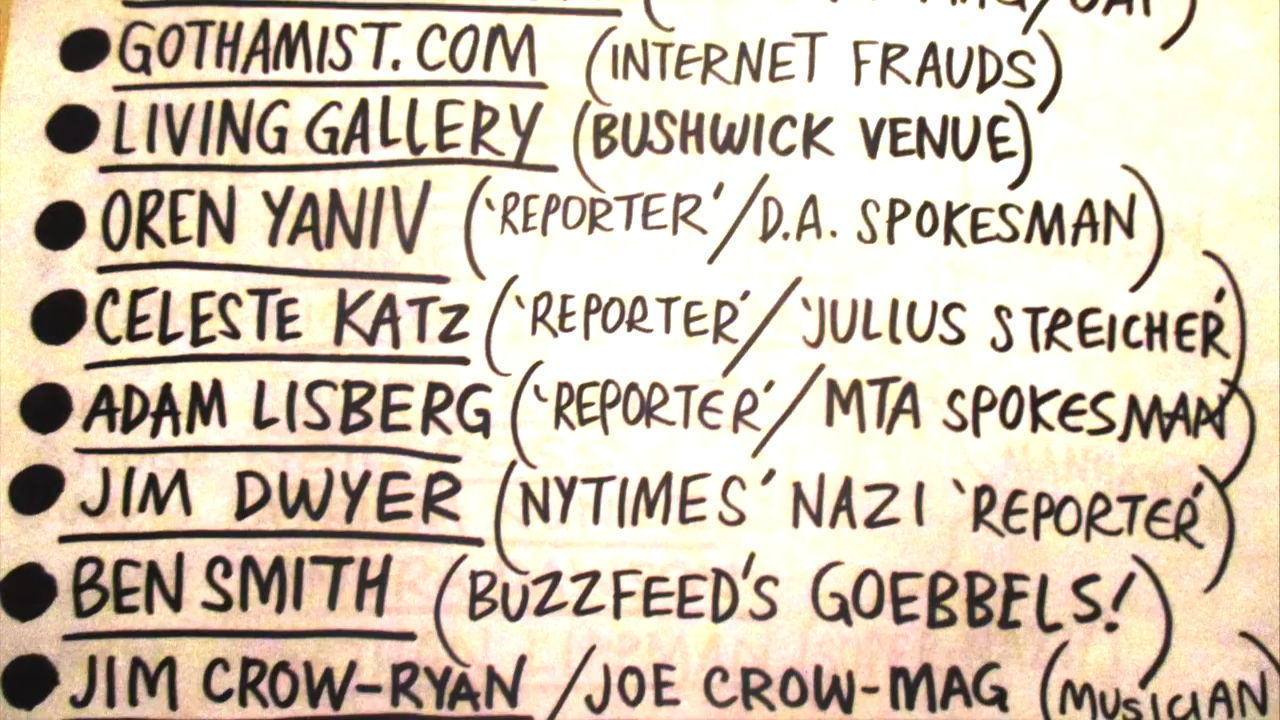 ● GOTHAMIST.COM (INTERNET FRAUDS)
● LIVING GALLERY (BUSHWICK VENUE)
● OREN YANIV ('REPORTER'/D.A. SPOKESMAN)
● CELESTE KATZ ('REPORTER'/'JULIUS STREICHER')
● ADAM LISBERG ('REPORTER'/MTA SPOKESMAN)
● JIM DWYER (NYTIMES' NAZI 'REPORTER')
● BEN SMITH (BUZZFEED'S GOEBBELS!)
● JIM CROW-RYAN /JOE CROW-MAG (MUSICIAN)